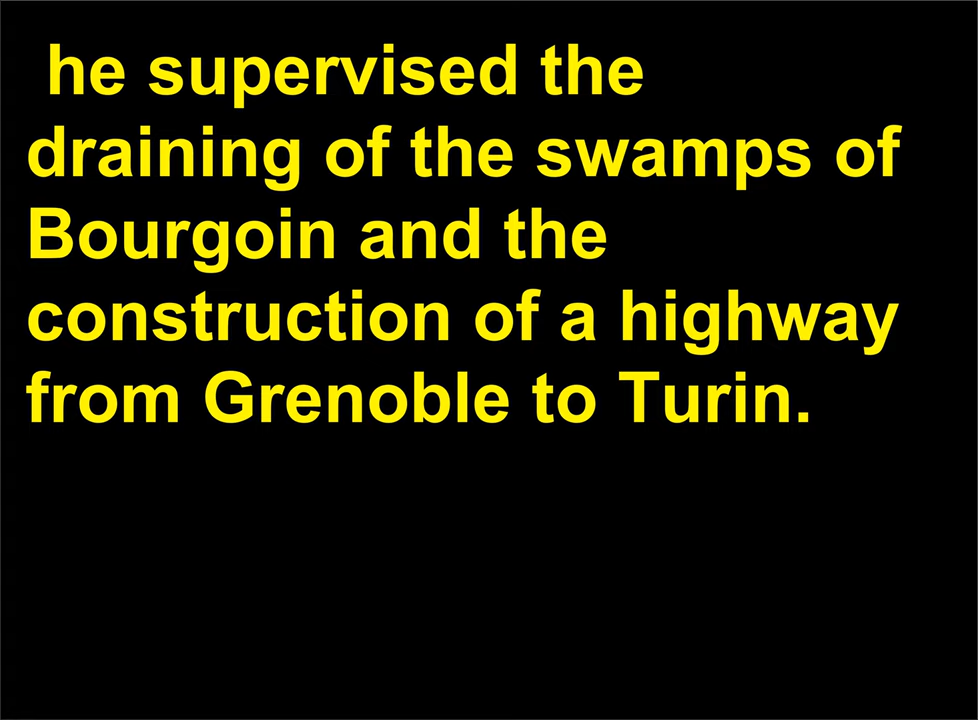 he supervised the
draining of the swamps of
Bourgoin and the
construction of a highway
from Grenoble to Turin.